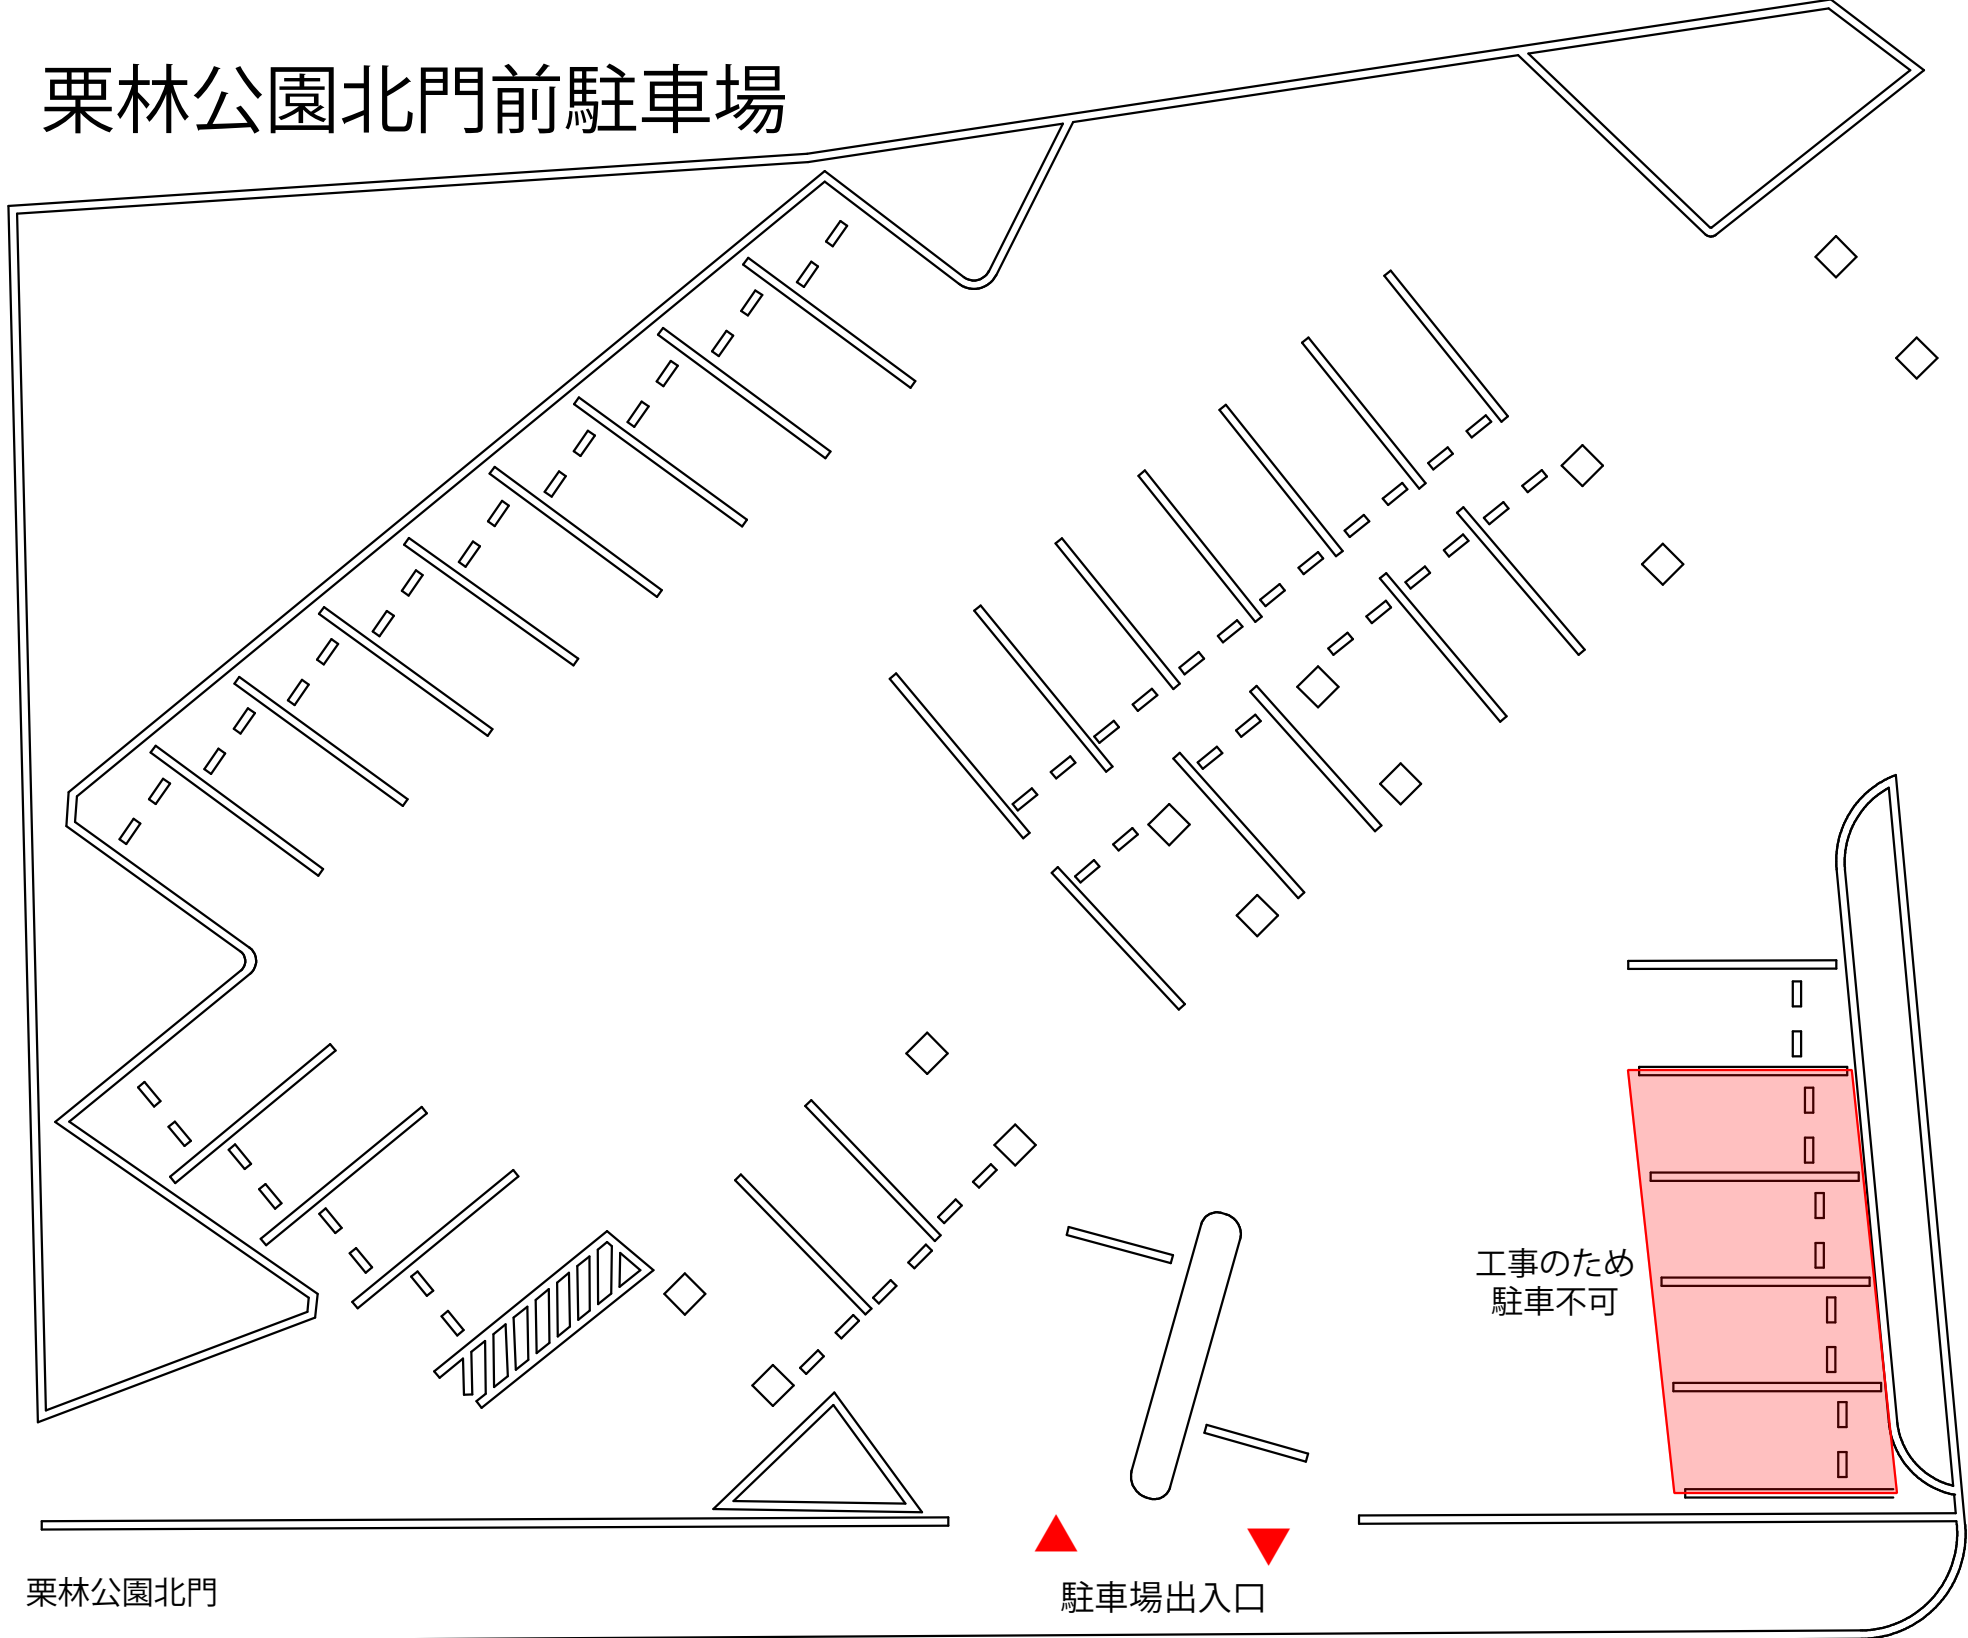 栗林公園北門前駐車場
工事のため
駐車不可
栗林公園北門
駐車場出入口